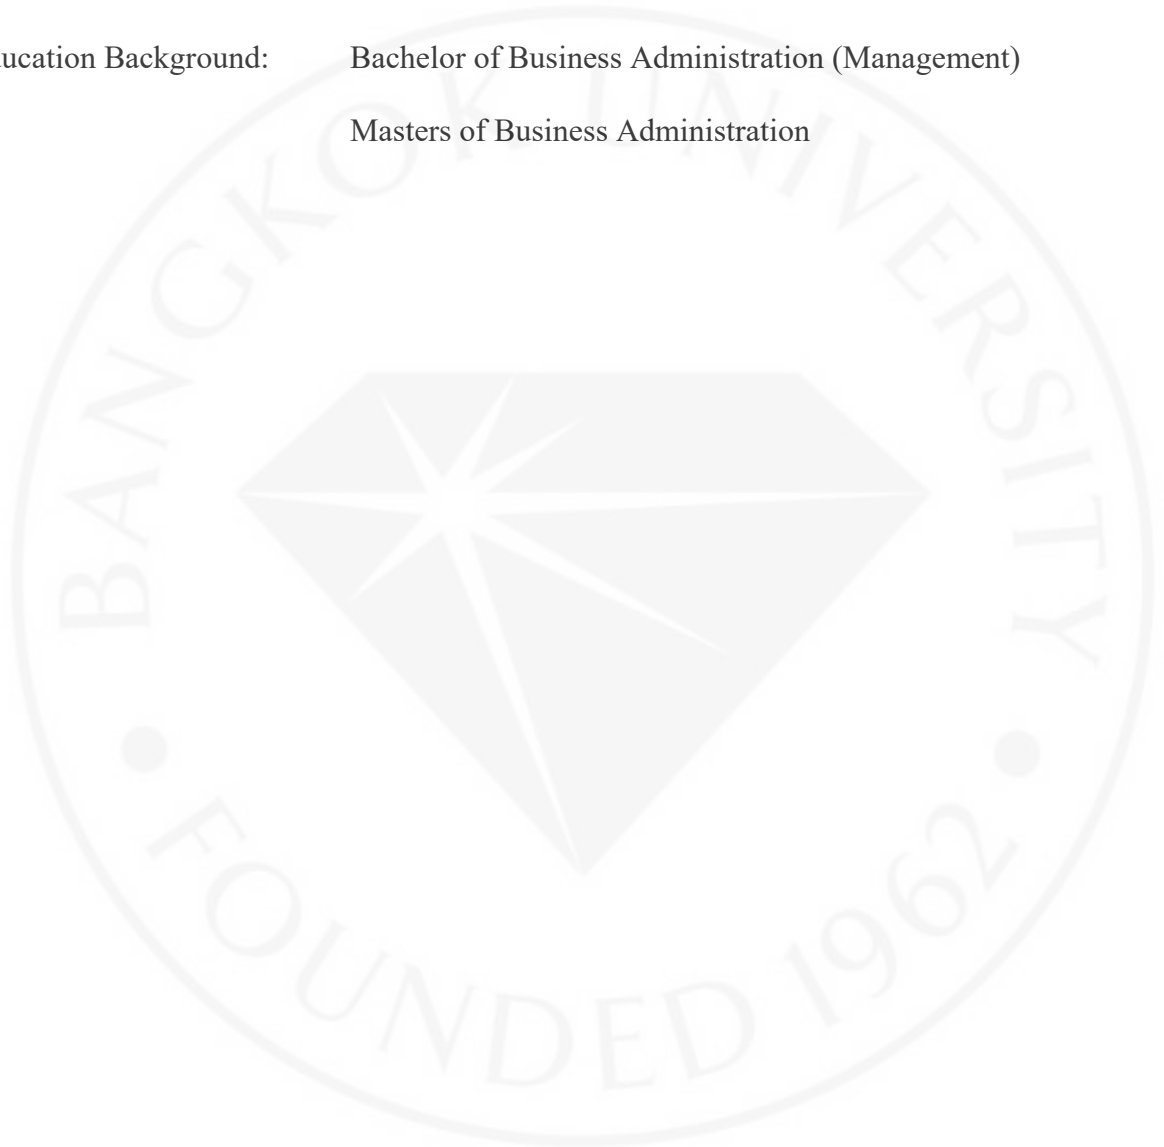 ucation Background: Bachelor of Business Administration (Management)
Masters of Business Administration
BANGKOK UNIVERSITY
FOUNDED 1962